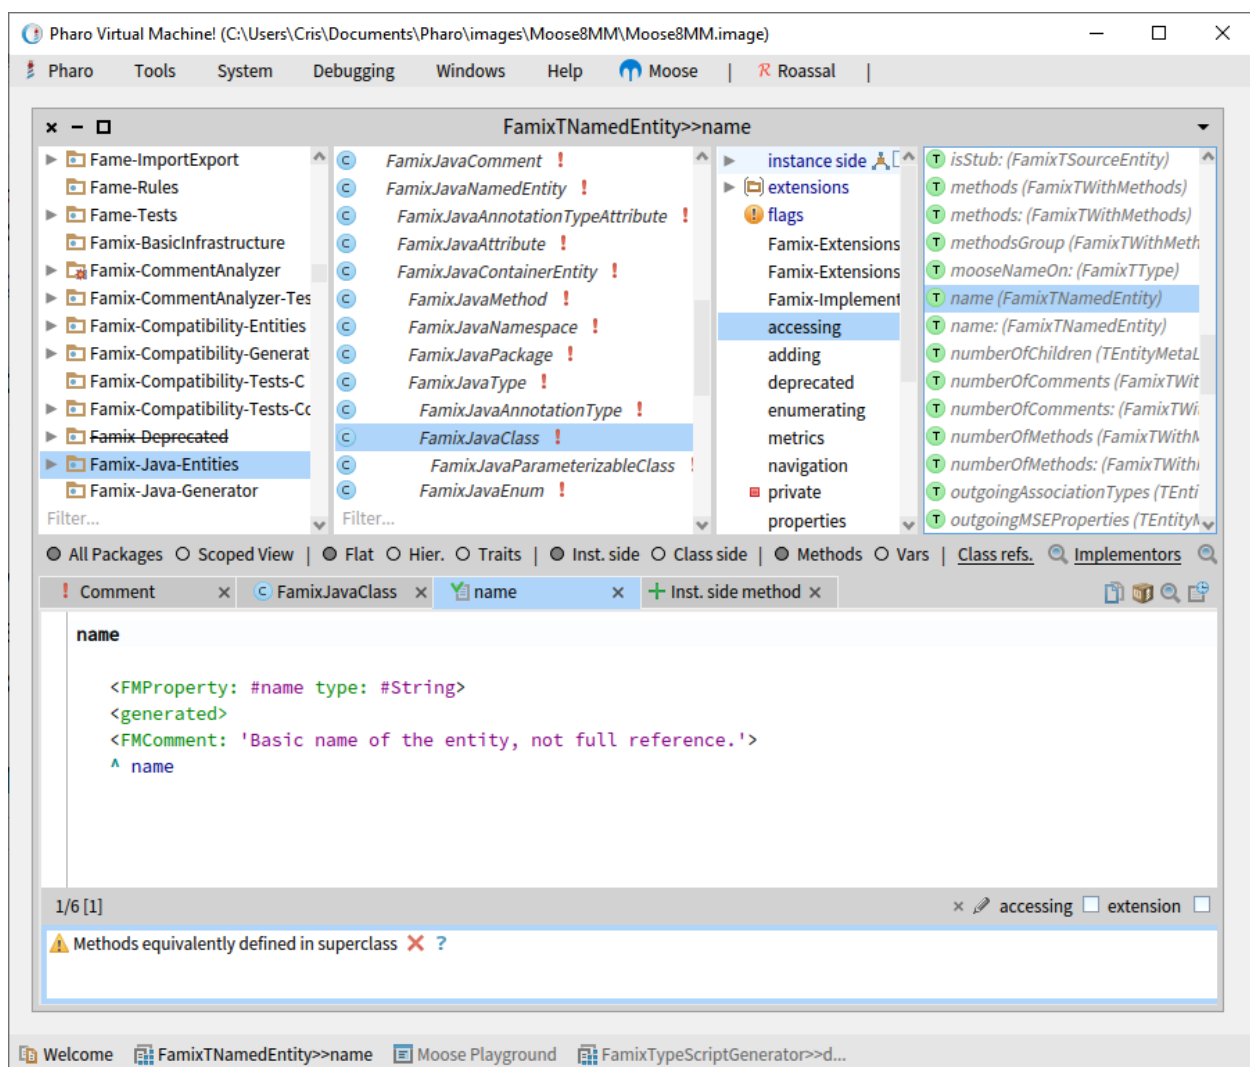 Pharo Virtual Machine! (C:\Users\Cris\Documents\Pharo\images\Moose8MM\Moose8MM.image)
Pharo Tools System Debugging Windows Help Moose | Roassal |
FamixTNamedEntity>>name
Fame-ImportExport
Fame-Rules
Fame-Tests
Famix-BasicInfrastructure
Famix-CommentAnalyzer
Famix-CommentAnalyzer-Tes
Famix-Compatibility-Entities
Famix-Compatibility-Generat
Famix-Compatibility-Tests-C
Famix-Compatibility-Tests-Cc
Famix-Deprecated
Famix-Java-Entities
Famix-Java-Generator
Filter...
FamixJavaComment !
FamixJavaNamedEntity !
FamixJavaAnnotationTypeAttribute !
FamixJavaAttribute !
FamixJavaContainerEntity !
FamixJavaMethod !
FamixJavaNamespace !
FamixJavaPackage !
FamixJavaType !
FamixJavaAnnotationType !
FamixJavaClass !
FamixJavaParameterizableClass !
FamixJavaEnum !
Filter...
instance side
extensions
flags
Famix-Extensions
Famix-Extensions
Famix-Implement
accessing
adding
deprecated
enumerating
metrics
navigation
private
properties
isStub: (FamixTSourceEntity)
methods (FamixTWithMethods)
methods: (FamixTWithMethods)
methodsGroup (FamixTWithMeth
mooseNameOn: (FamixTType)
name (FamixTNamedEntity)
name: (FamixTNamedEntity)
numberOfChildren (TEntityMetaL
numberOfComments (FamixTWit
numberOfComments: (FamixTWi
numberOfMethods (FamixTWithM
numberOfMethods: (FamixTWithI
outgoingAssociationTypes (TEnti
outgoingMSEProperties (TEntityM
All Packages Scoped View | Flat Hier. Traits | Inst. side Class side | Methods Vars | Class refs. Implementors
! Comment × FamixJavaClass × name × Inst. side method ×
name
<FMProperty: #name type: #String>
<generated>
<FMComment: 'Basic name of the entity, not full reference.'>
^ name
1/6 [1] × accessing extension
Methods equivalently defined in superclass ?
Welcome FamixTNamedEntity>>name Moose Playground FamixTypeScriptGenerator>>d...